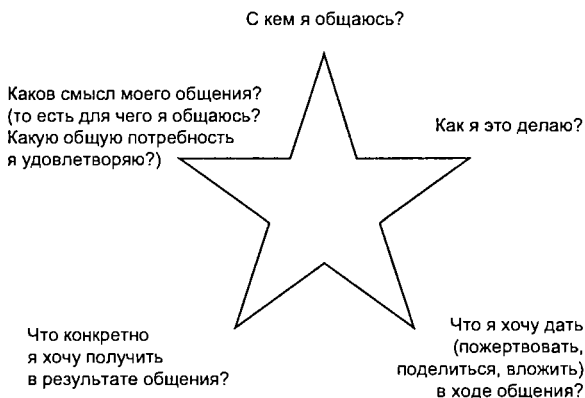 С кем я общаюсь?
Каков смысл моего общения?
(то есть для чего я общаюсь?
Какую общую потребность
я удовлетворяю?)
Как я это делаю?
Что конкретно
я хочу получить
в результате общения?
Что я хочу дать
(пожертвовать,
поделиться, вложить)
в ходе общения?